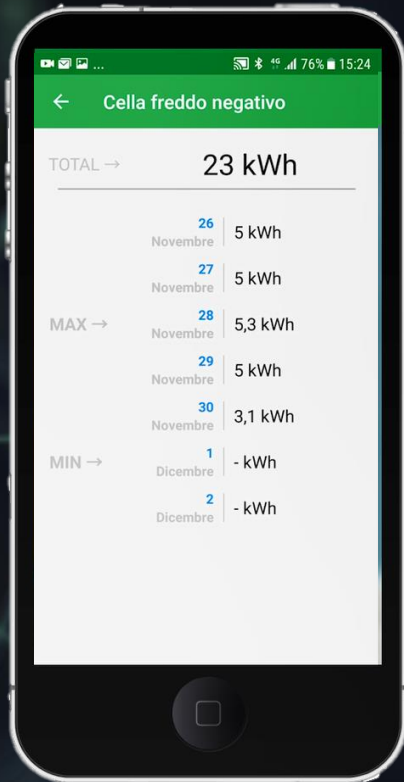 ... 4G 76% 15:24
← Cella freddo negativo
TOTAL → 23 kWh
26
Novembre 5 kWh
27
Novembre 5 kWh
MAX → 28
Novembre 5,3 kWh
29
Novembre 5 kWh
30
Novembre 3,1 kWh
MIN → 1
Dicembre - kWh
2
Dicembre - kWh